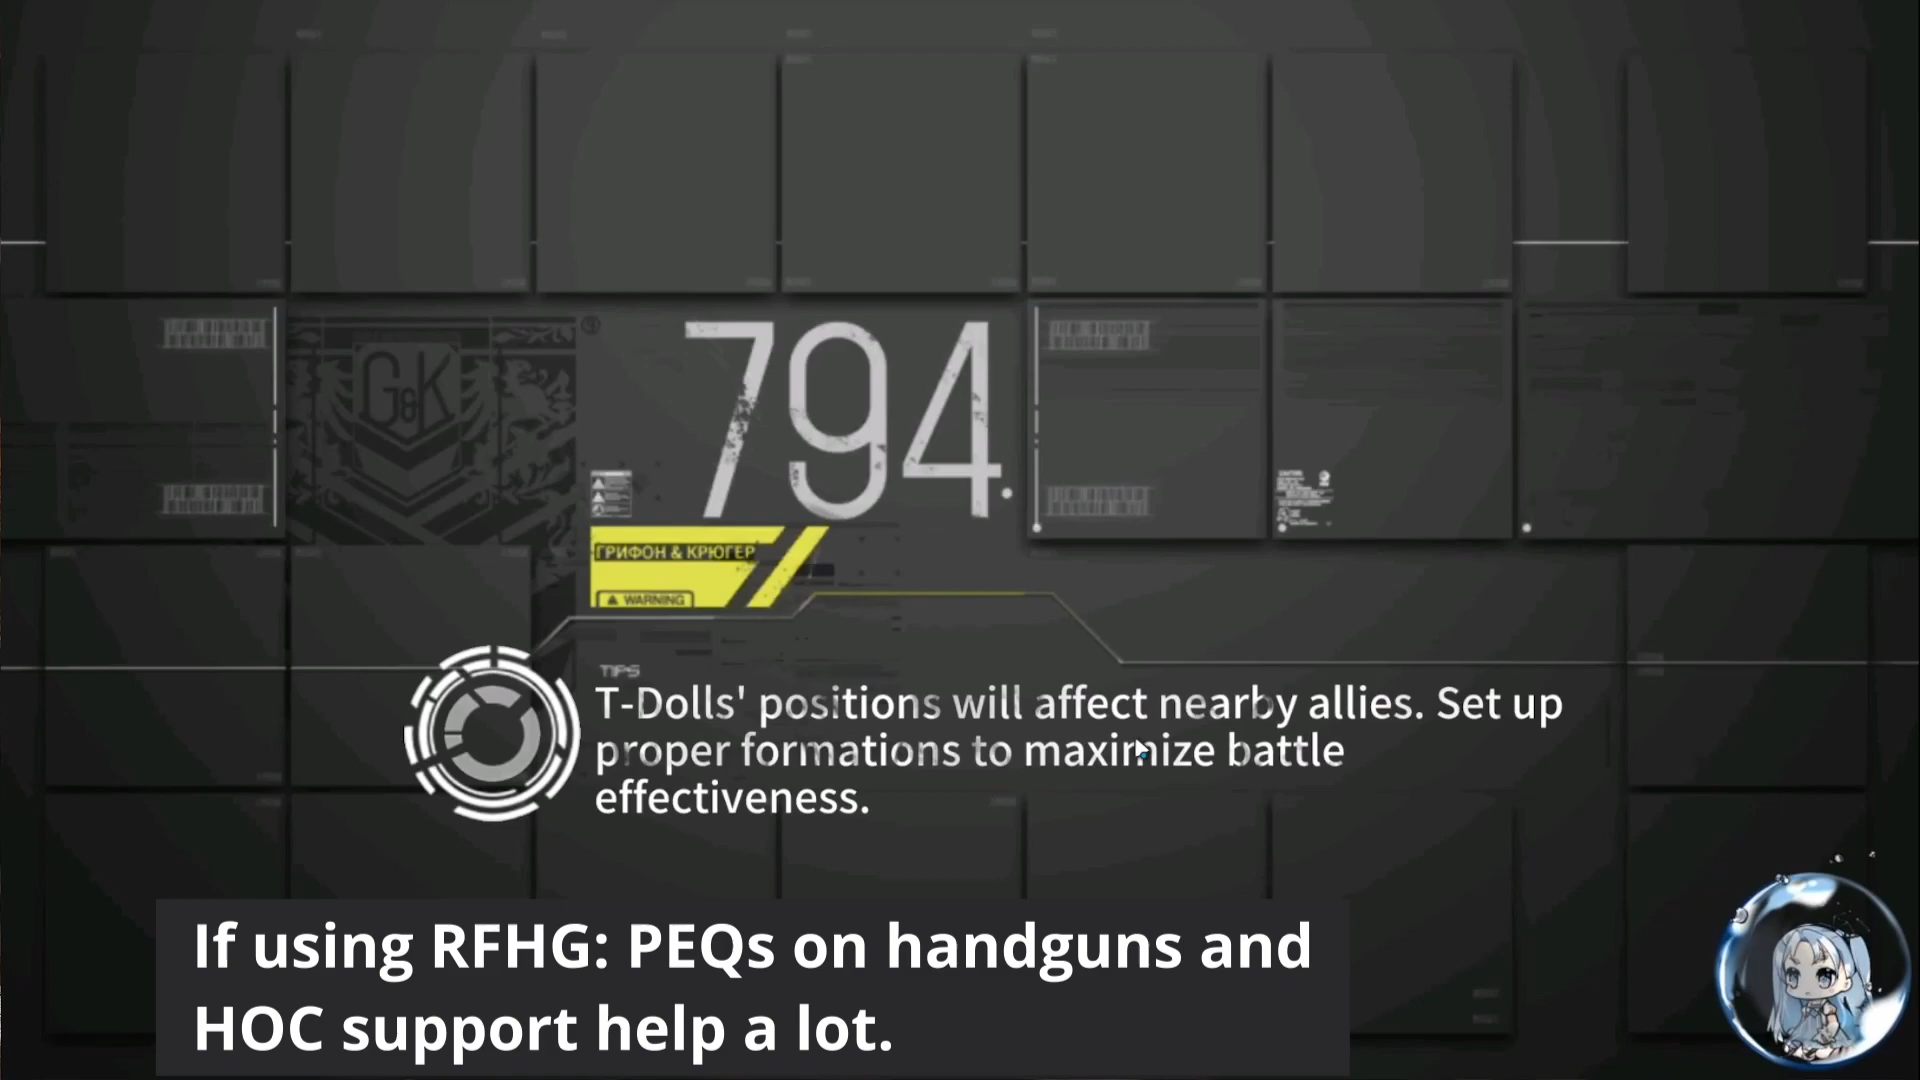 G&K
794.
ГРИФОН & КРЮГЕР
WARNING
TIPS
T-Dolls' positions will affect nearby allies. Set up
proper formations to maximize battle
effectiveness.
If using RFHG: PEQs on handguns and
HOC support help a lot.